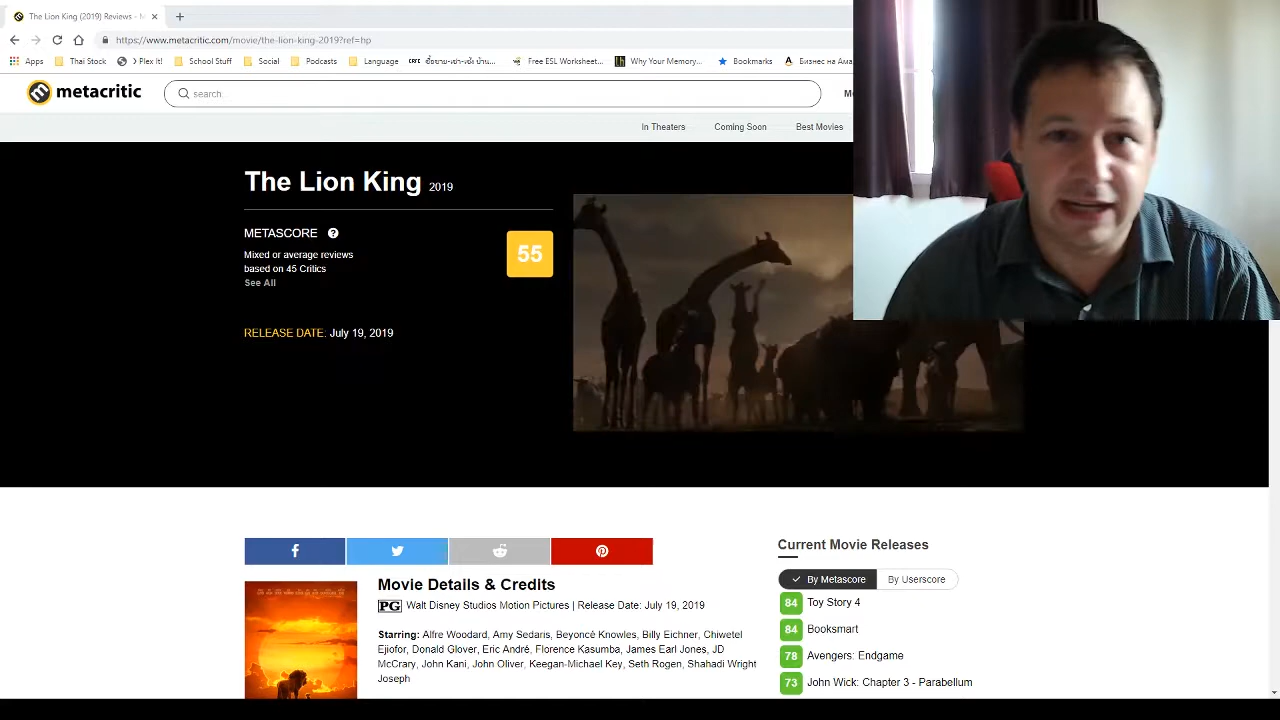 The Lion King (2019) Reviews - M
https://www.metacritic.com/movie/the-lion-king-2019?ref=hp
Apps Thai Stock > Plex It! School Stuff Social Podcasts Language Free ESL Worksheet... Why Your Memory... Bookmarks Бизнес на Ама
metacritic
search.
In Theaters Coming Soon Best Movies
The Lion King 2019
METASCORE ?
55
Mixed or average reviews
based on 45 Critics
See All
RELEASE DATE: July 19, 2019
Movie Details & Credits
PG Walt Disney Studios Motion Pictures | Release Date: July 19, 2019
Starring: Alfre Woodard, Amy Sedaris, Beyoncé Knowles, Billy Eichner, Chiwetel
Ejiofor, Donald Glover, Eric André, Florence Kasumba, James Earl Jones, JD
McCrary, John Kani, John Oliver, Keegan-Michael Key, Seth Rogen, Shahadi Wright
Joseph
Current Movie Releases
By Metascore By Userscore
84 Toy Story 4
84 Booksmart
78 Avengers: Endgame
73 John Wick: Chapter 3 - Parabellum